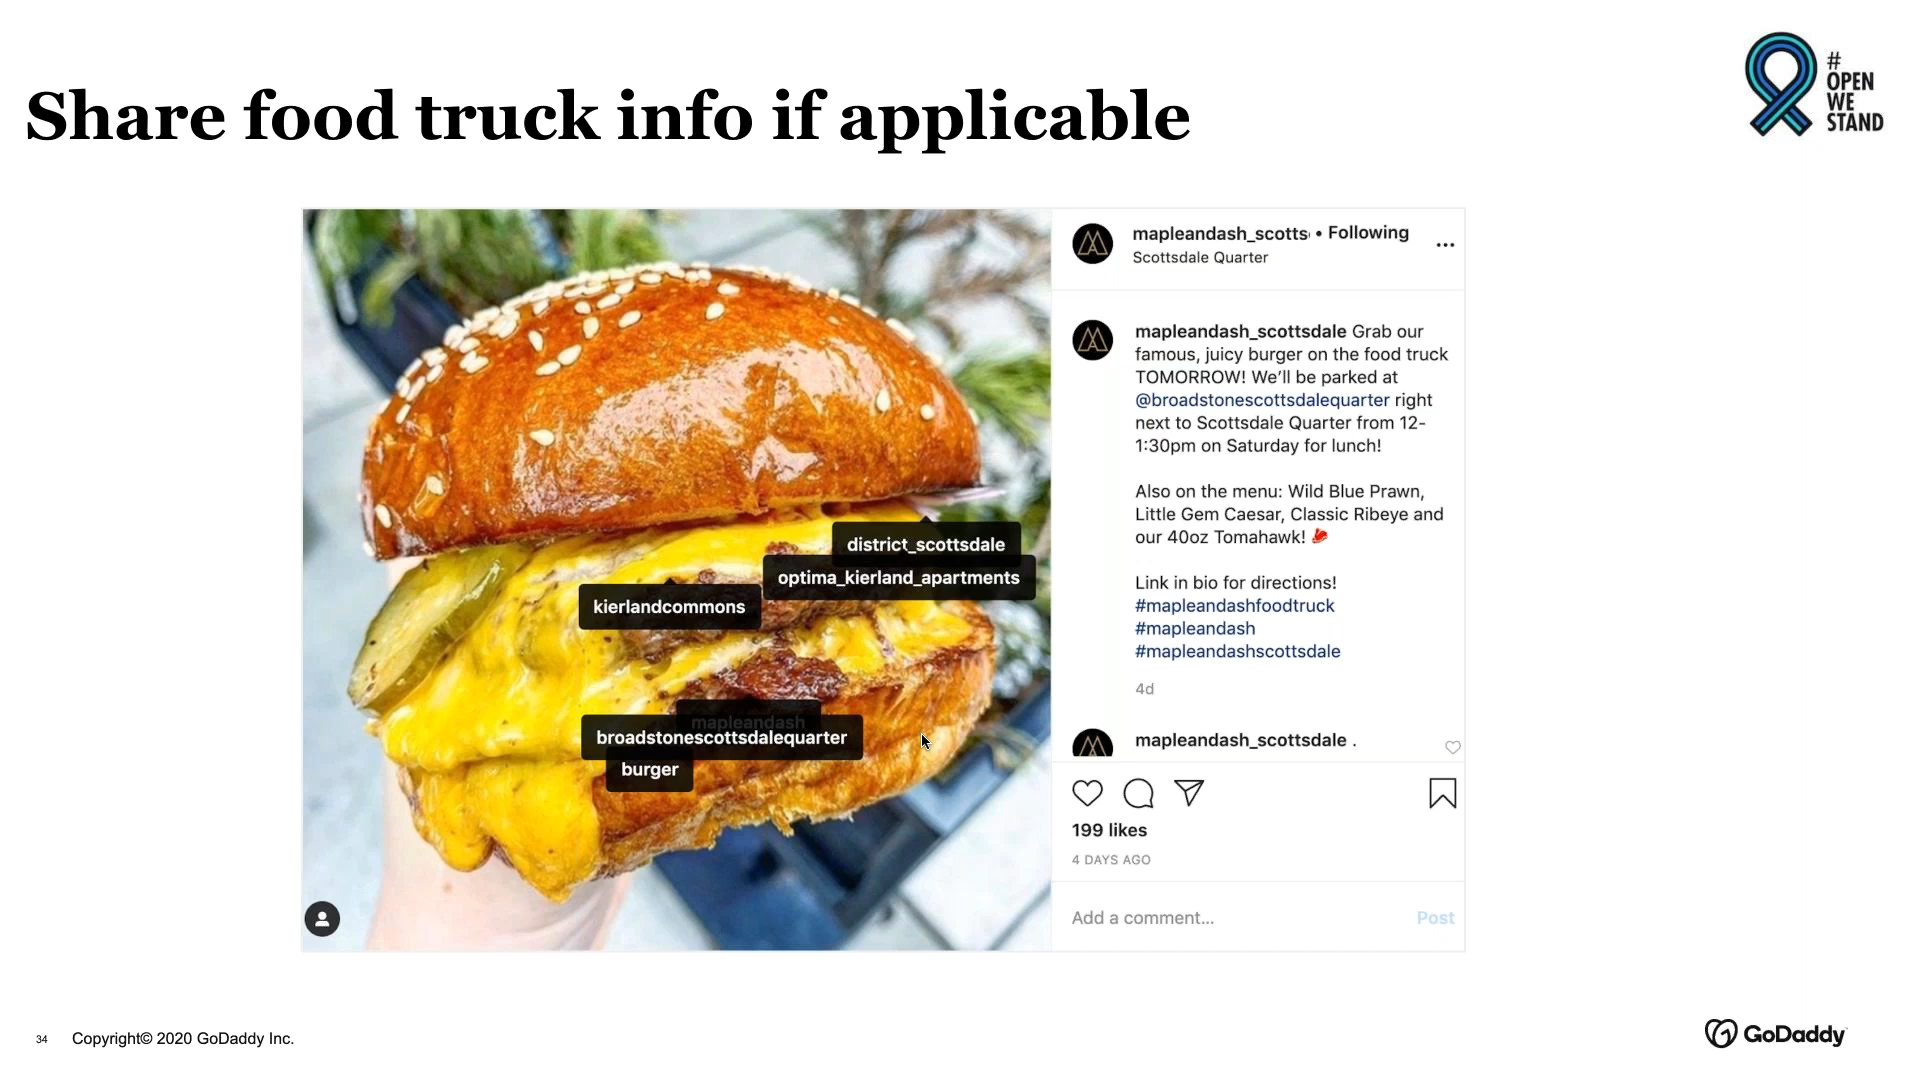 Share food truck info if applicable
#
OPEN
WE
STAND
mapleandash_scotts • Following
Scottsdale Quarter
mapleandash_scottsdale Grab our
famous, juicy burger on the food truck
TOMORROW! We'll be parked at
@broadstonescottsdalequarter right
next to Scottsdale Quarter from 12-
1:30pm on Saturday for lunch!
Also on the menu: Wild Blue Prawn,
Little Gem Caesar, Classic Ribeye and
our 40oz Tomahawk! 🥩
Link in bio for directions!
#mapleandashfoodtruck
#mapleandash
#mapleandashscottsdale
4d
mapleandash_scottsdale .
199 likes
4 DAYS AGO
Add a comment... Post
district_scottsdale
optima_kierland_apartments
kierlandcommons
mapleandash
broadstonescottsdalequarter
burger
34 Copyright© 2020 GoDaddy Inc.
GoDaddy